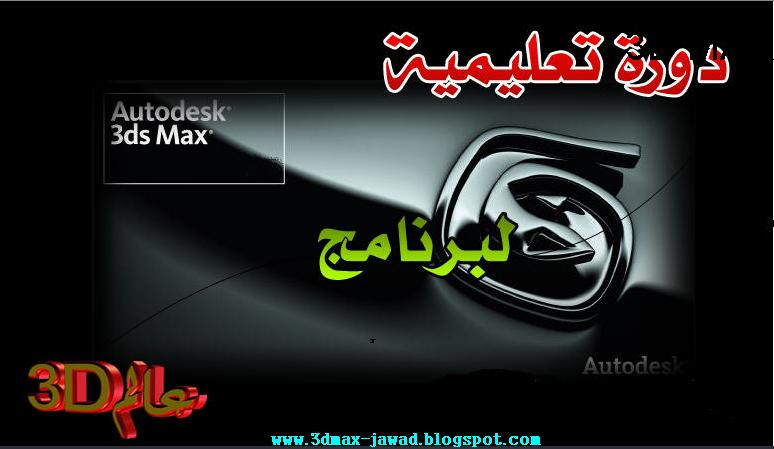 دورة تعليمية
Autodesk®
3ds Max®
لبرنامج
Autodesk
عالم 3D
www.3dmax-jawad.blogspot.com